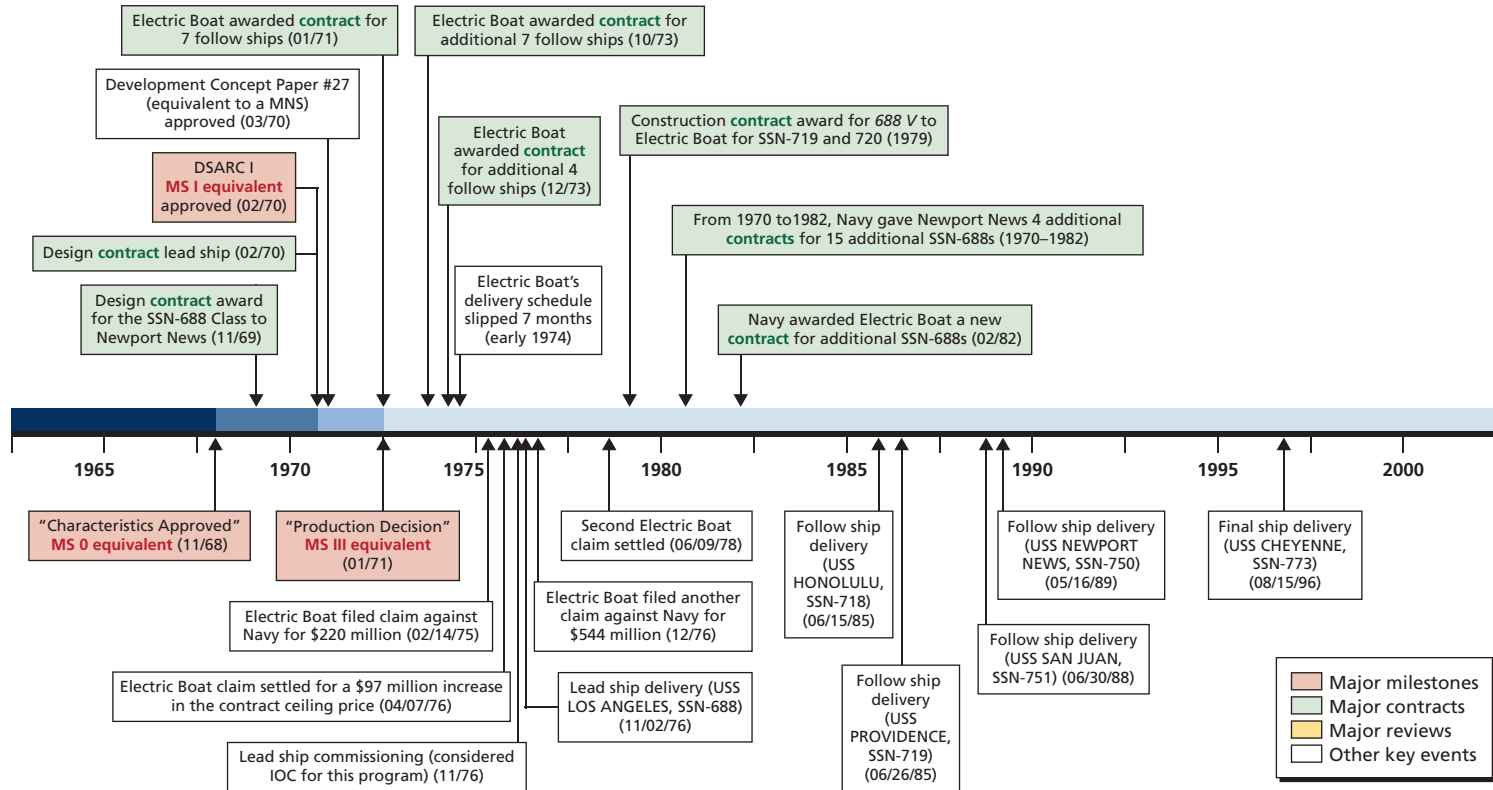 Electric Boat awarded contract for
7 follow ships (01/71)
Electric Boat awarded contract for
additional 7 follow ships (10/73)
Development Concept Paper #27
(equivalent to a MNS)
approved (03/70)
Electric Boat
awarded contract
for additional 4
follow ships (12/73)
Construction contract award for 688 V to
Electric Boat for SSN-719 and 720 (1979)
DSARC I
MS I equivalent
approved (02/70)
From 1970 to1982, Navy gave Newport News 4 additional
contracts for 15 additional SSN-688s (1970–1982)
Design contract lead ship (02/70)
Electric Boat's
delivery schedule
slipped 7 months
(early 1974)
Design contract award
for the SSN-688 Class to
Newport News (11/69)
Navy awarded Electric Boat a new
contract for additional SSN-688s (02/82)
1965
1970
1975
1980
1985
1990
1995
2000
“Characteristics Approved”
MS 0 equivalent (11/68)
“Production Decision”
MS III equivalent
(01/71)
Second Electric Boat
claim settled (06/09/78)
Follow ship
delivery
(USS
HONOLULU,
SSN-718)
(06/15/85)
Follow ship delivery
(USS NEWPORT
NEWS, SSN-750)
(05/16/89)
Final ship delivery
(USS CHEYENNE,
SSN-773)
(08/15/96)
Electric Boat filed claim against
Navy for $220 million (02/14/75)
Electric Boat filed another
claim against Navy for
$544 million (12/76)
Follow ship delivery
(USS SAN JUAN,
SSN-751) (06/30/88)
Electric Boat claim settled for a $97 million increase
in the contract ceiling price (04/07/76)
Lead ship delivery (USS
LOS ANGELES, SSN-688)
(11/02/76)
Follow ship
delivery
(USS
PROVIDENCE,
SSN-719)
(06/26/85)
Lead ship commissioning (considered
IOC for this program) (11/76)
Major milestones
Major contracts
Major reviews
Other key events